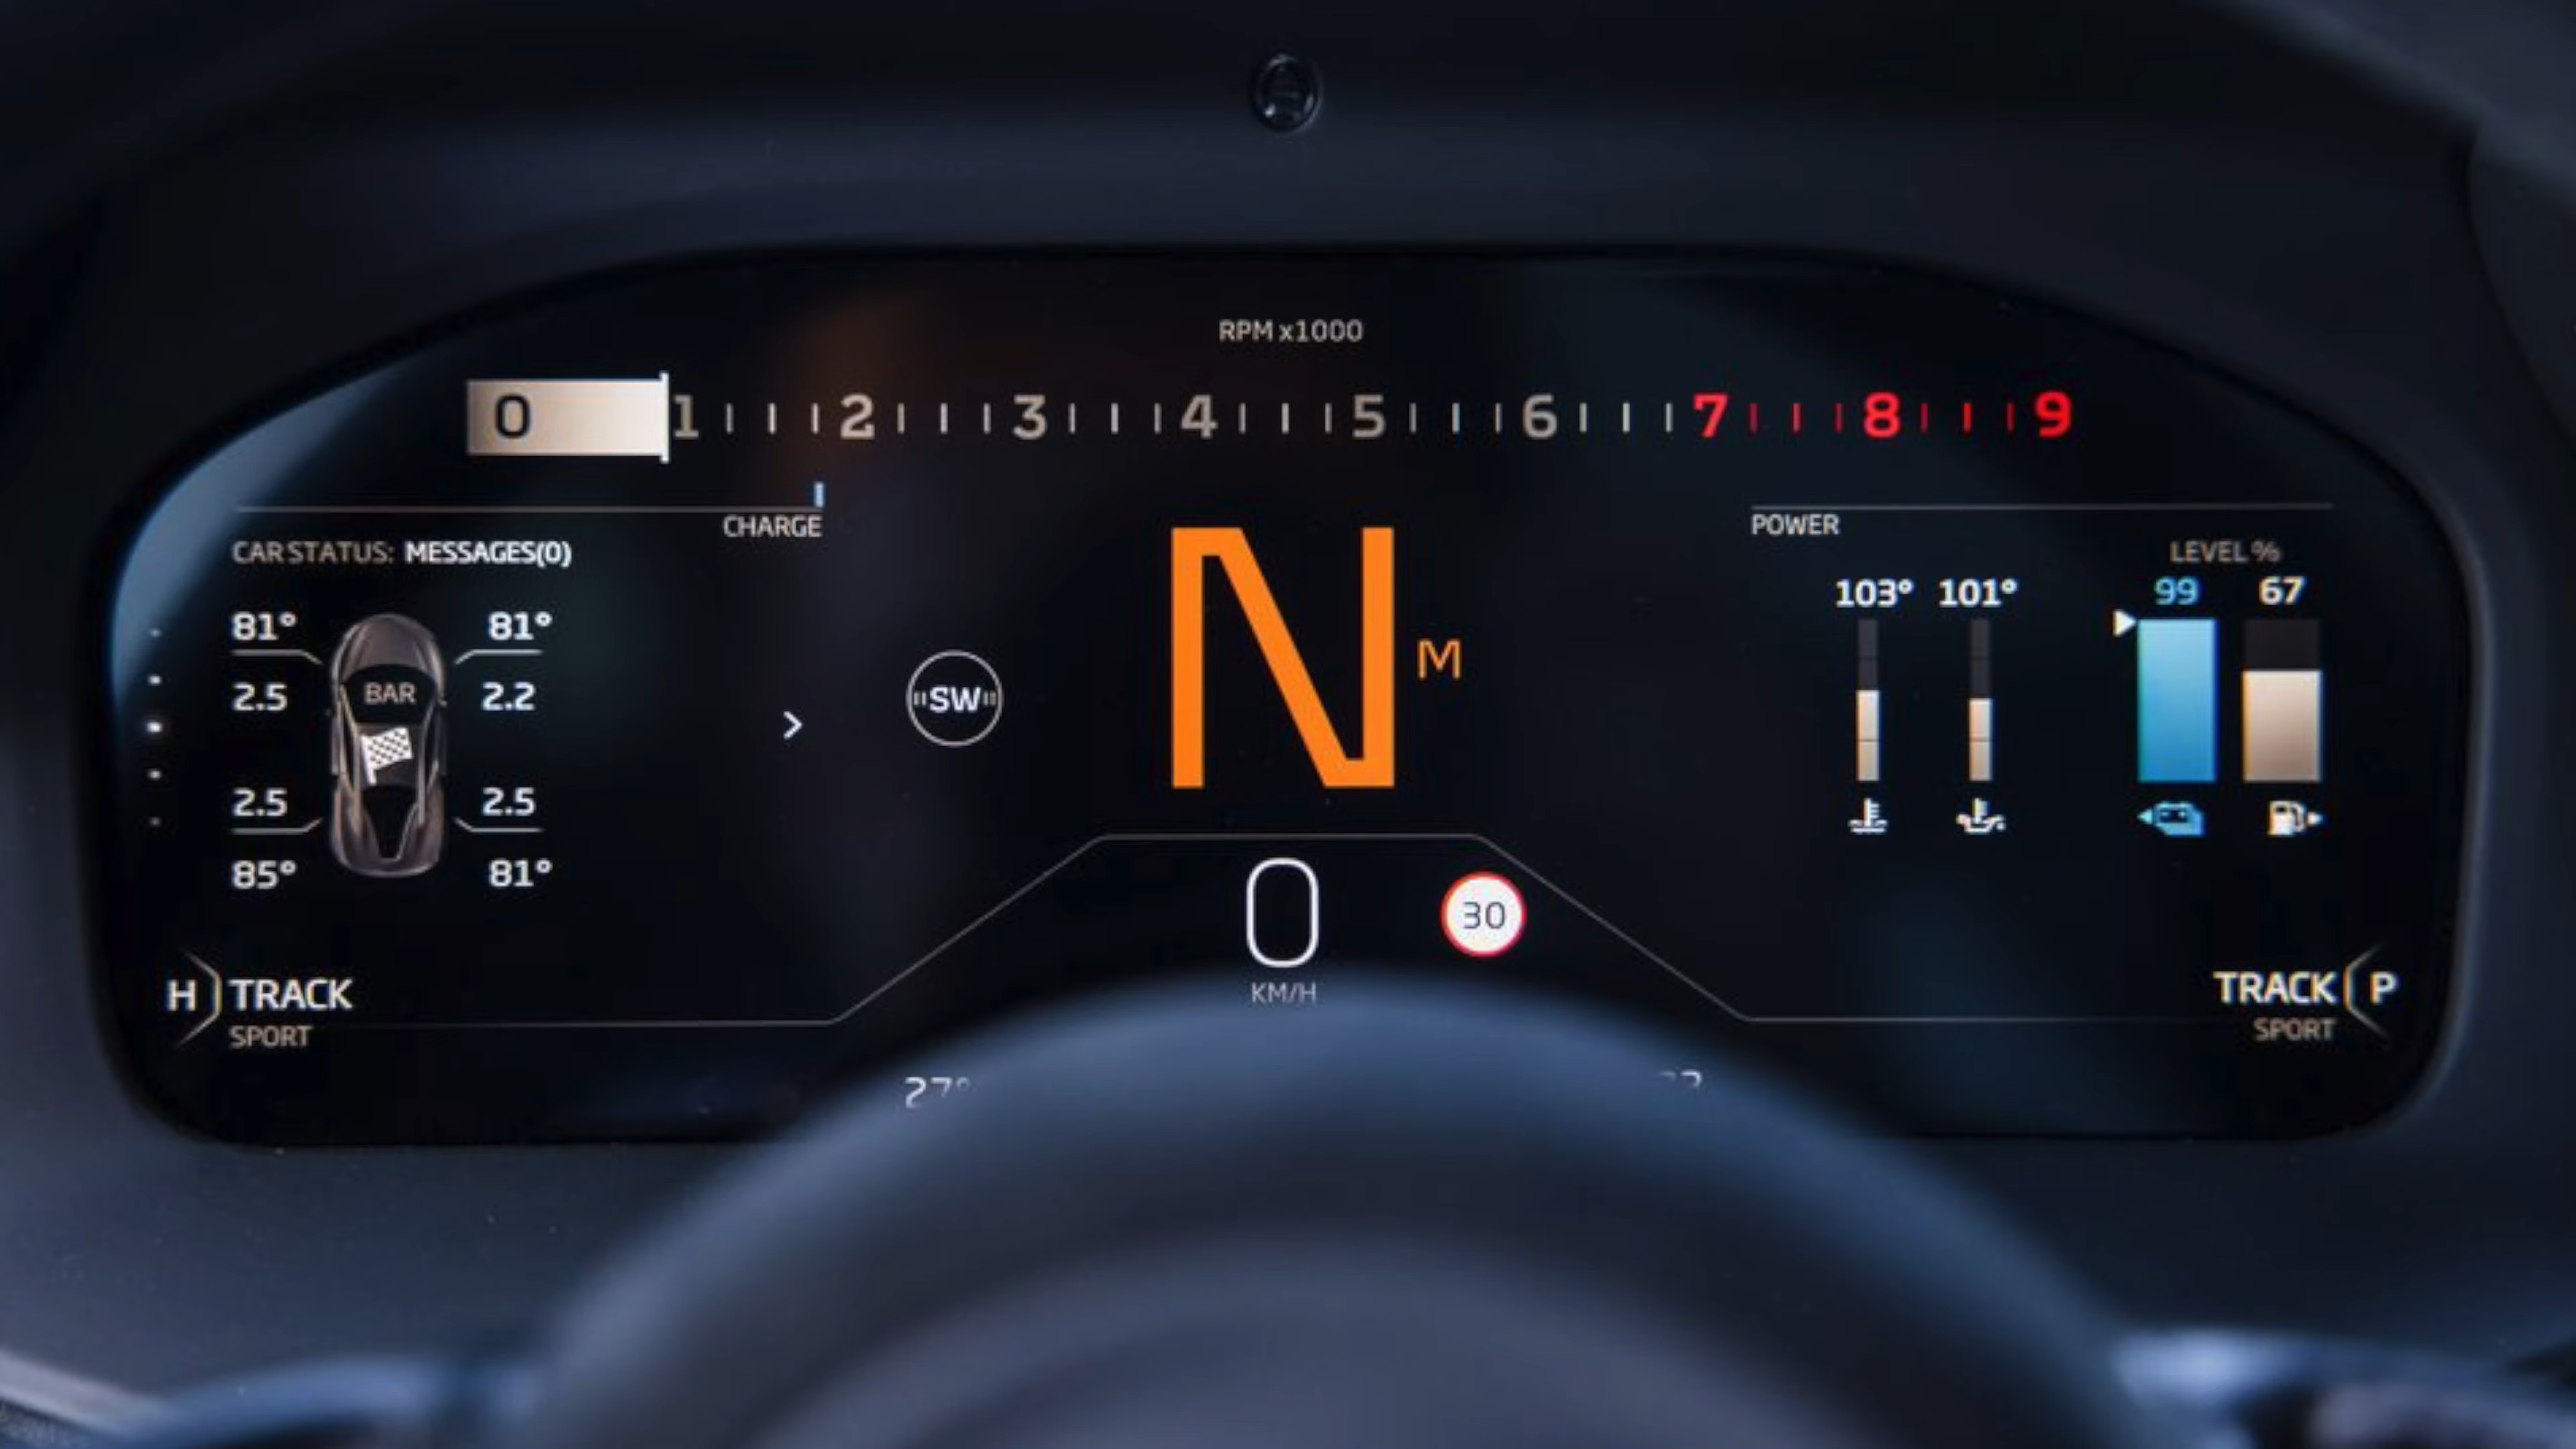 RPM x1000
0 1 2 3 4 5 6 7 8 9
CHARGE
POWER
CAR STATUS: MESSAGES(0)
81° 81°
2.5 BAR 2.2
2.5 2.5
85° 81°
H TRACK
SPORT
SW
N M
0
KM/H
30
LEVEL %
103° 101° 99 67
TRACK P
SPORT
27°